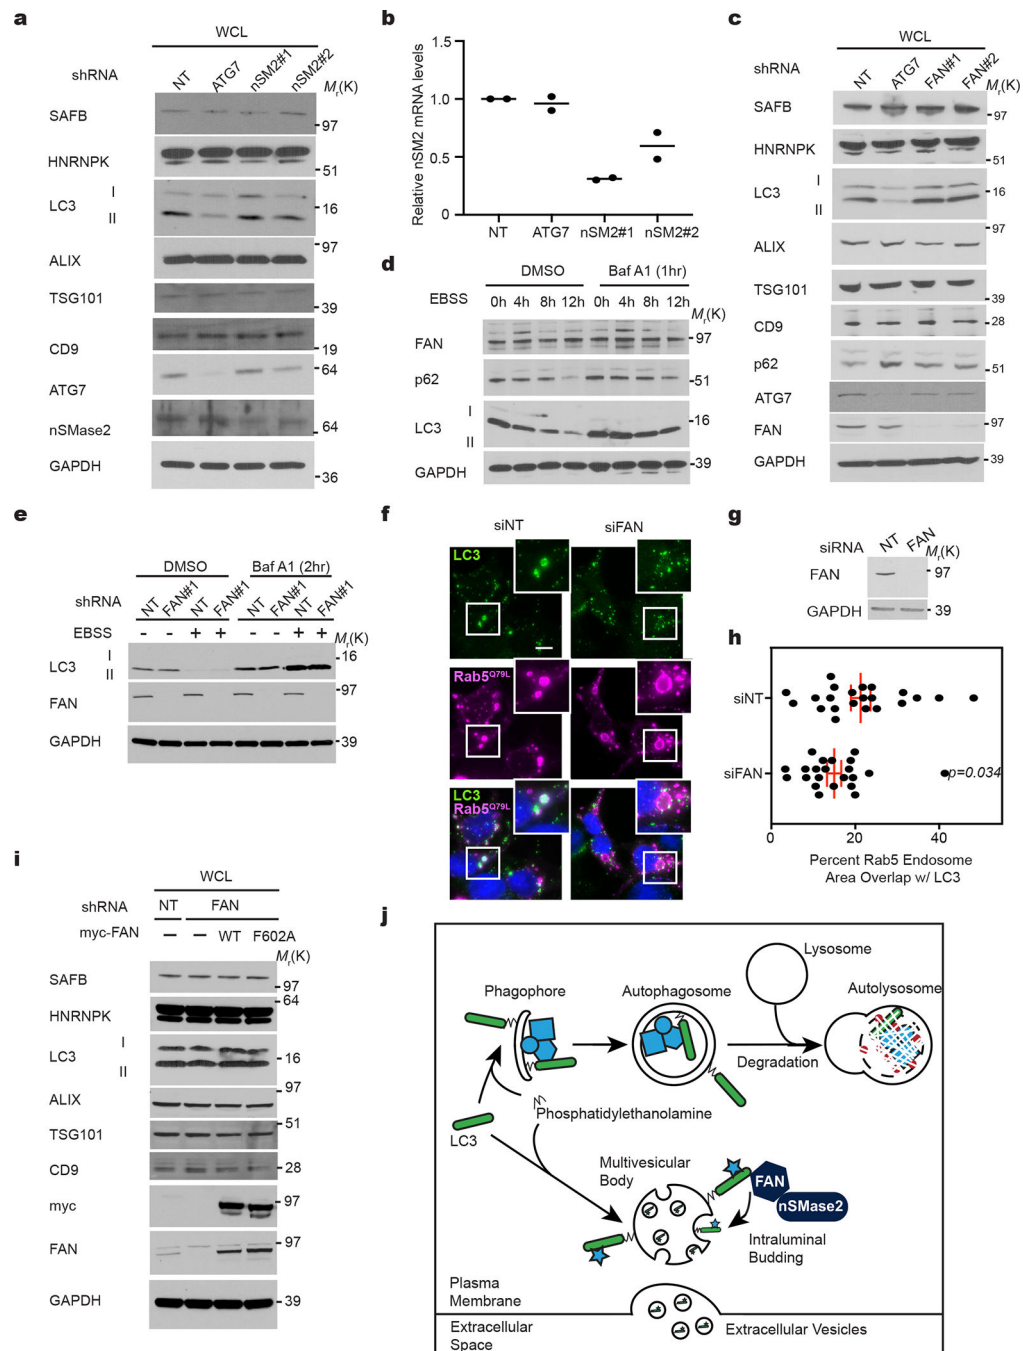 a
WCL
shRNA
NT ATG7 nSM2#1 nSM2#2 Mr(K)
SAFB
97
HNRNPK
51
LC3 I II
16
97
ALIX
TSG101
39
CD9
19
64
ATG7
nSMase2
64
GAPDH
36
b
Relative nSM2 mRNA levels
1.0
0.5
0
NT ATG7 nSM2#1 nSM2#2
c
WCL
shRNA
NT ATG7 FAN#1 FAN#2 Mr(K)
SAFB
97
HNRNPK
51
LC3 I II
16
97
ALIX
TSG101
39
CD9
28
p62
51
ATG7
FAN
97
GAPDH
39
d
DMSO Baf A1 (1hr)
EBSS 0h 4h 8h 12h 0h 4h 8h 12h
Mr(K)
FAN
97
p62
51
LC3 I II
16
39
GAPDH
e
DMSO Baf A1 (2hr)
shRNA NT FAN#1 NT FAN#1 NT FAN#1 NT FAN#1
EBSS - - + + - - + + Mr(K)
LC3 I II
16
97
FAN
GAPDH
39
f
siNT siFAN
LC3
Rab5Q79L
LC3
Rab5Q79L
g
siRNA NT FAN Mr(K)
FAN
97
GAPDH
39
h
siNT
siFAN
p=0.034
0 20 40
Percent Rab5 Endosome
Area Overlap w/ LC3
i
WCL
shRNA NT FAN
myc-FAN – – WT F602A
Mr(K)
SAFB
97
64
HNRNPK
LC3 I II
16
97
ALIX
51
TSG101
CD9
28
myc
97
97
FAN
GAPDH
39
j
Lysosome
Phagophore Autophagosome Autolysosome
Degradation
Phosphatidylethanolamine
LC3
Multivesicular
Body
FAN
nSMase2
Intraluminal
Budding
Plasma
Membrane
Extracellular
Space
Extracellular Vesicles